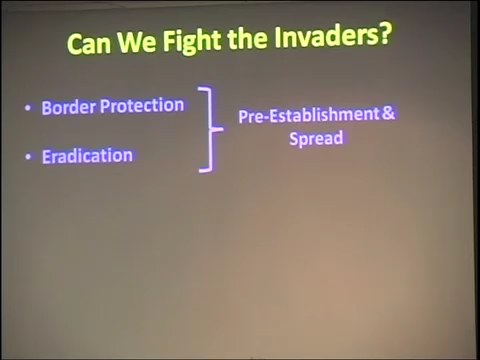 Can We Fight the Invaders?
• Border Protection
• Eradication
Pre-Establishment &
Spread